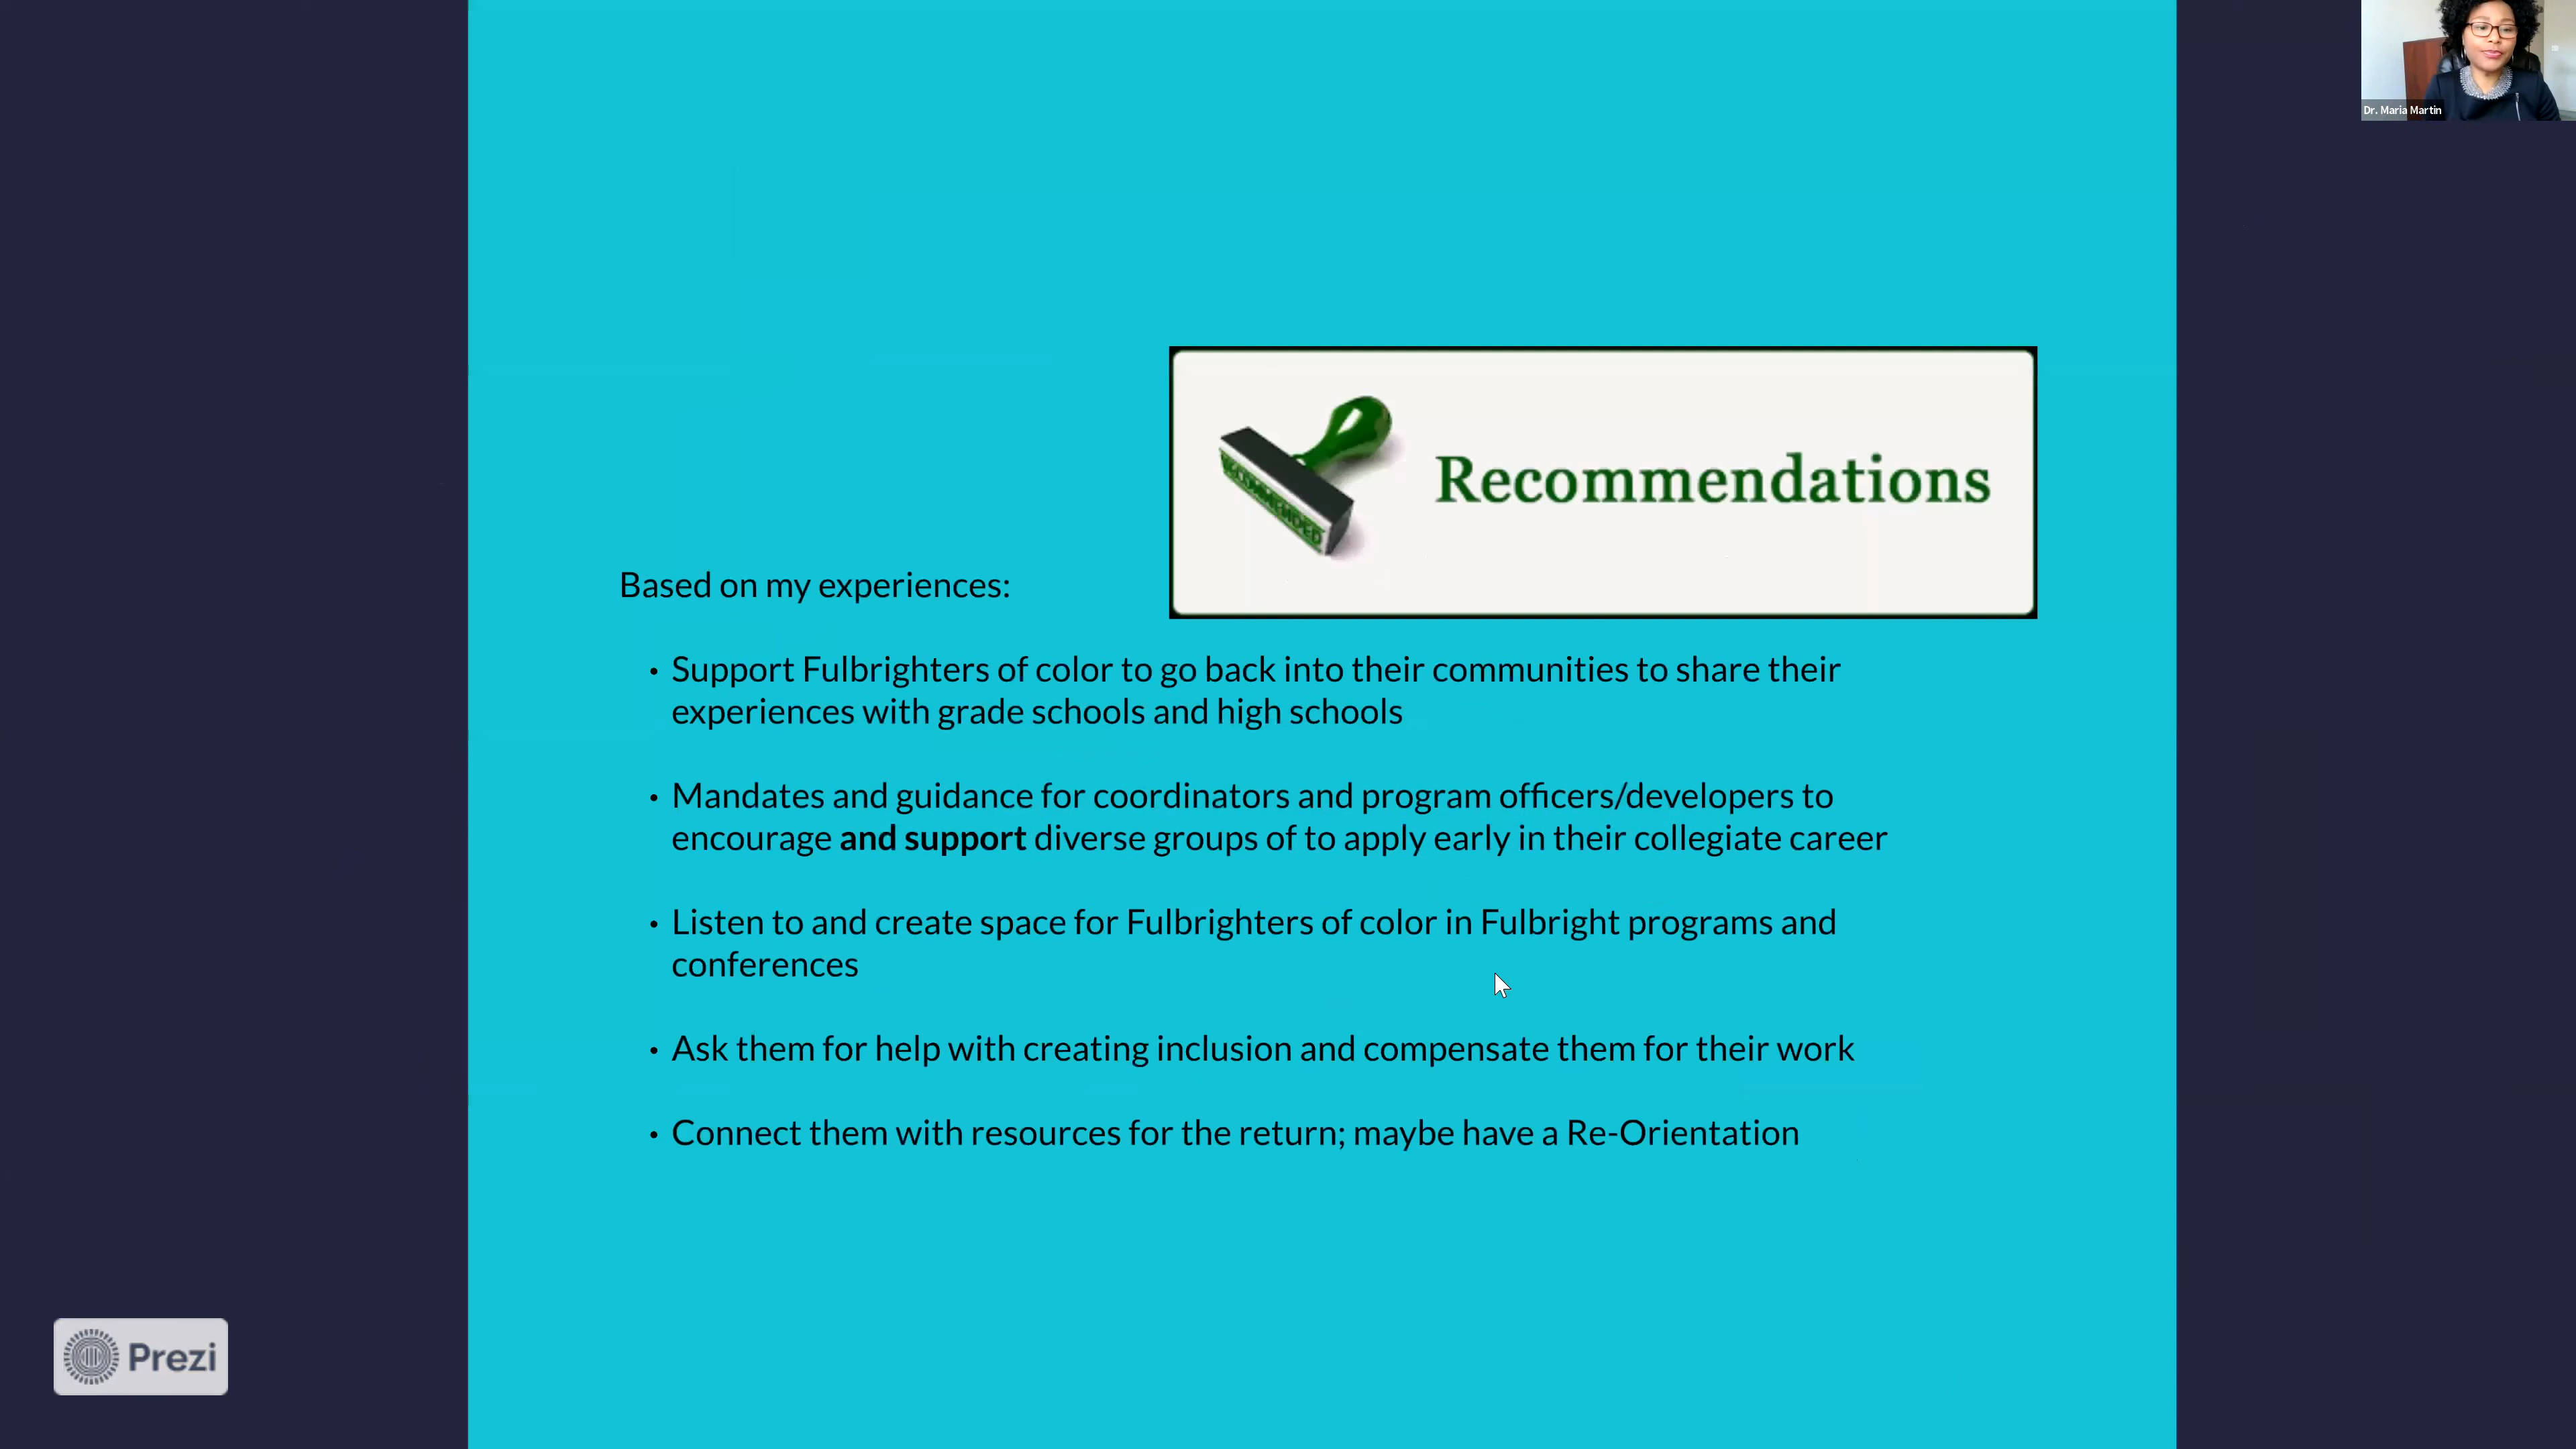 Dr. Maria Martin
RECOMMENDED
Recommendations
Based on my experiences:
• Support Fulbrighters of color to go back into their communities to share their
experiences with grade schools and high schools
• Mandates and guidance for coordinators and program officers/developers to
encourage and support diverse groups of to apply early in their collegiate career
• Listen to and create space for Fulbrighters of color in Fulbright programs and
conferences
• Ask them for help with creating inclusion and compensate them for their work
• Connect them with resources for the return; maybe have a Re-Orientation
Prezi